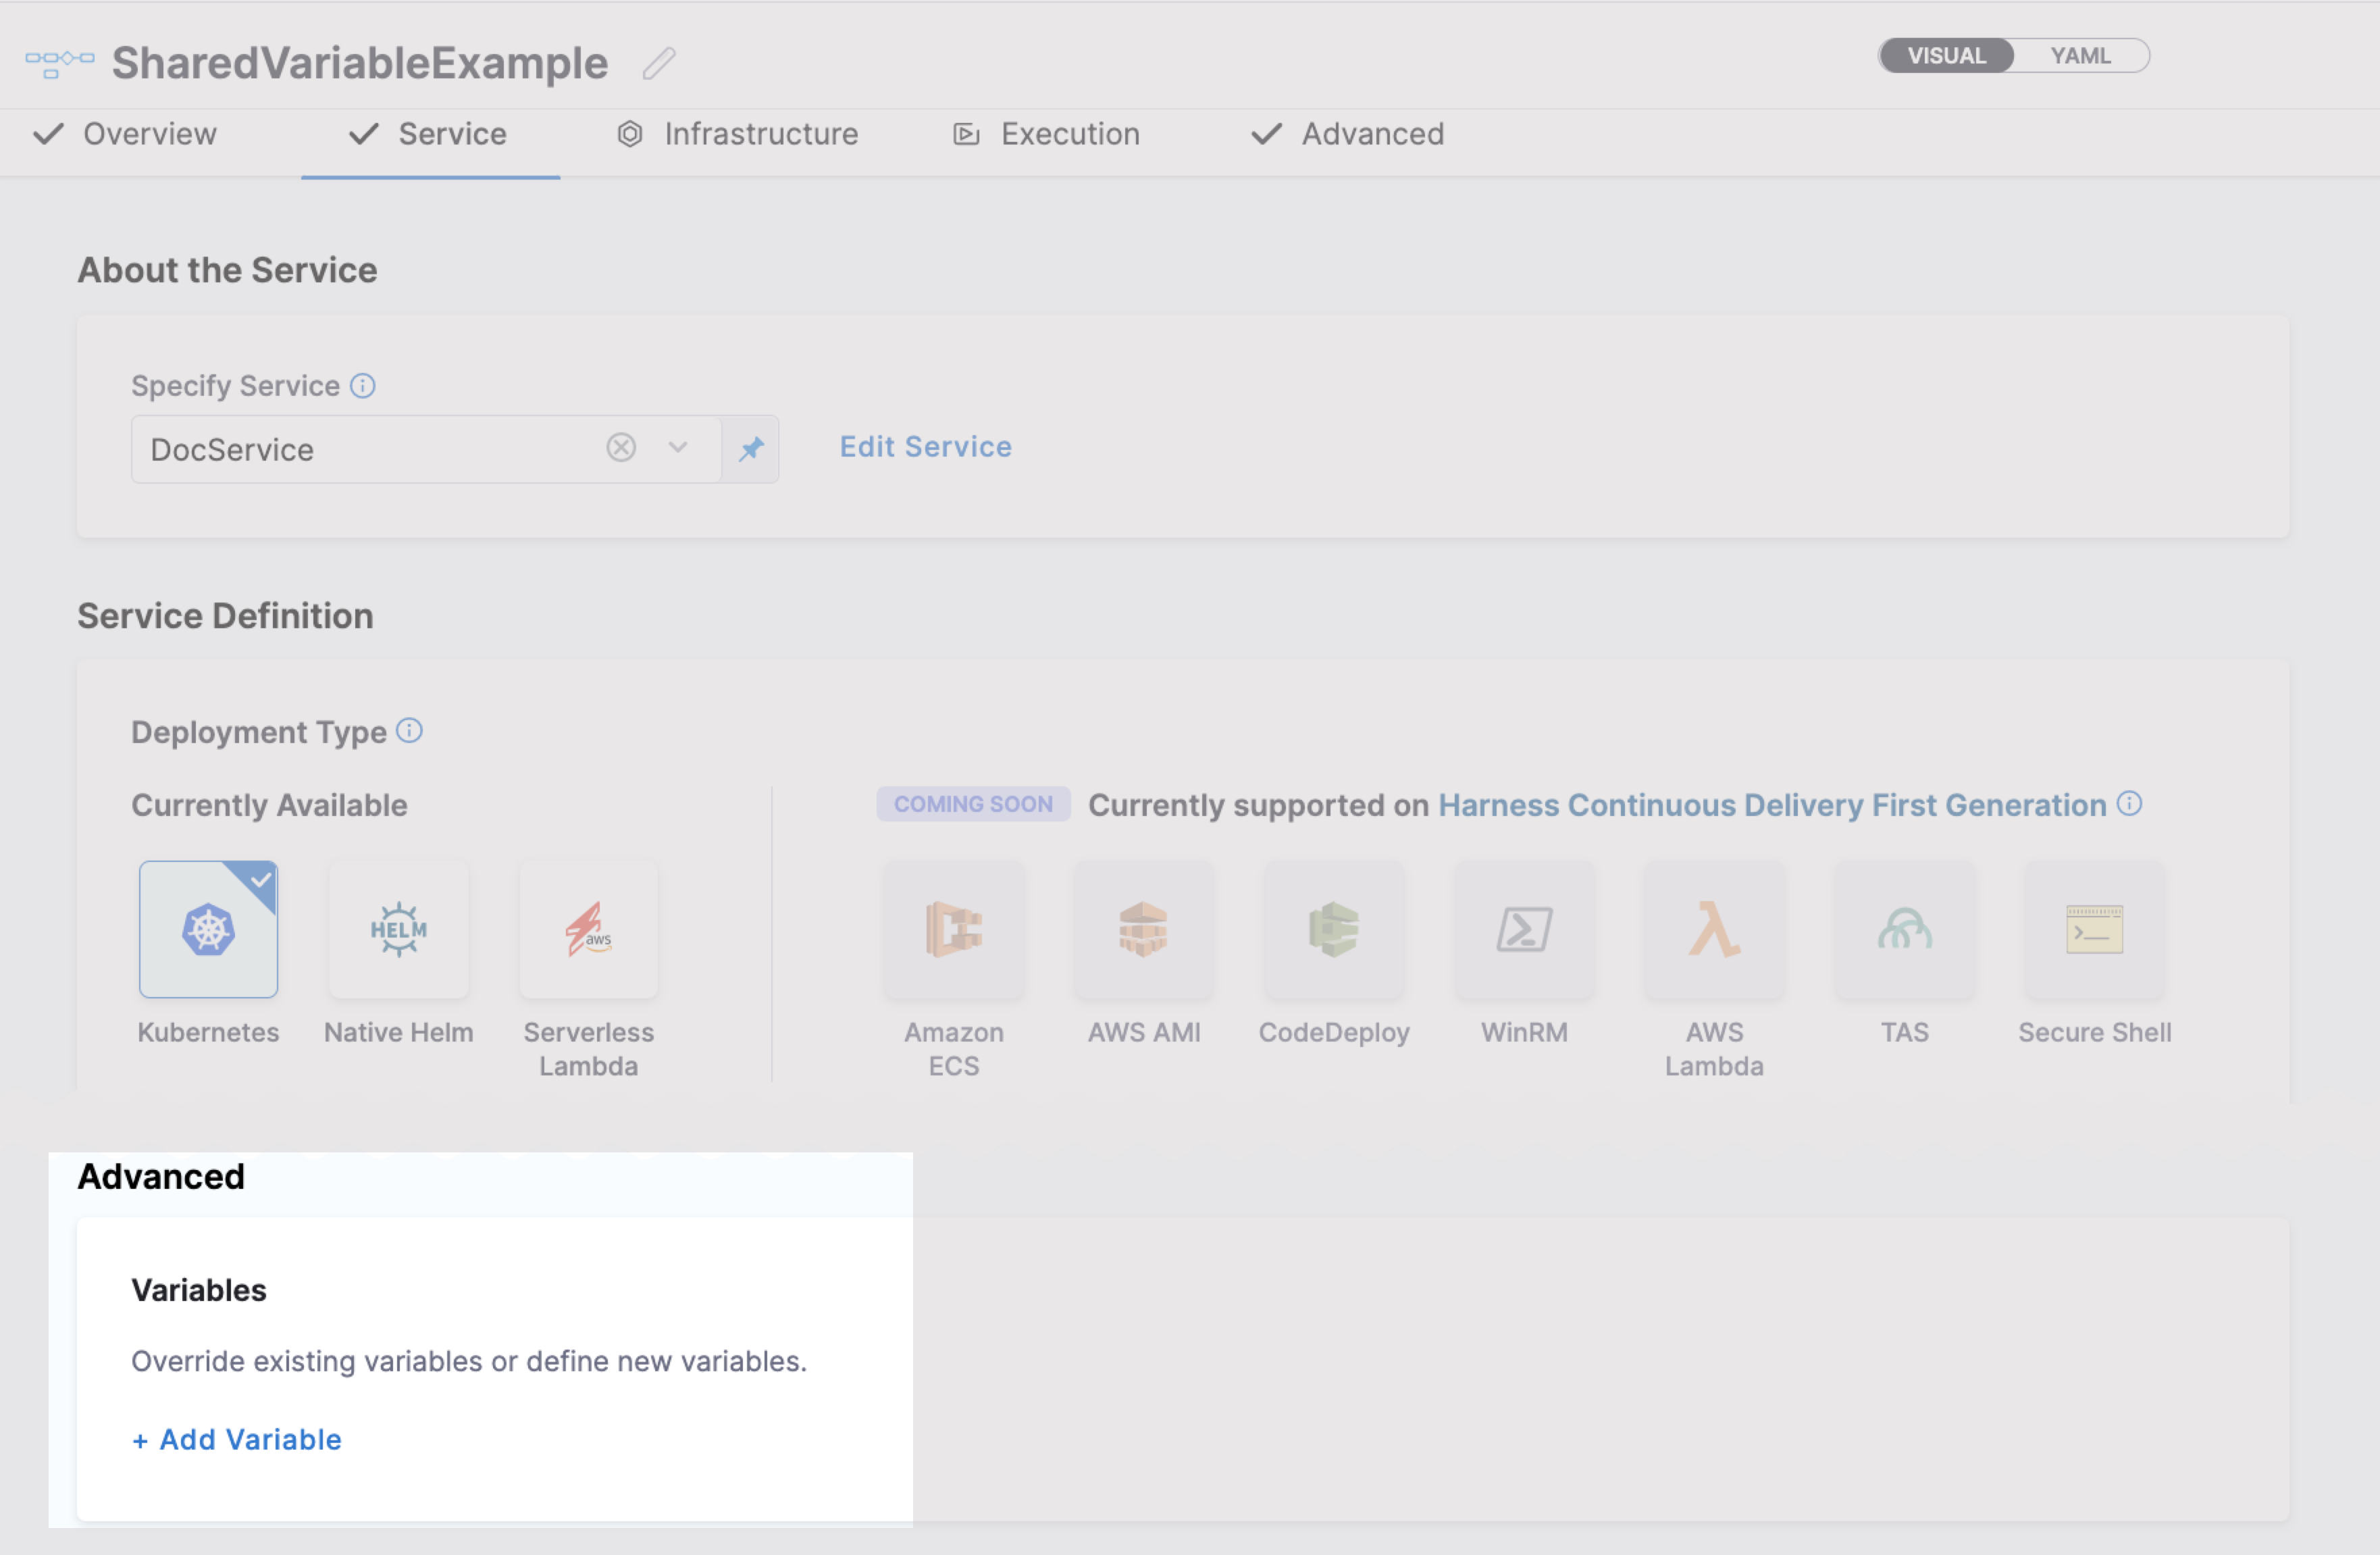 SharedVariableExample
VISUAL YAML
Overview Service Infrastructure Execution Advanced
About the Service
Specify Service
DocService Edit Service
Service Definition
Deployment Type
Currently Available
COMING SOON Currently supported on Harness Continuous Delivery First Generation
HELM
aws
Kubernetes Native Helm Serverless Lambda
Amazon ECS AWS AMI CodeDeploy WinRM AWS Lambda TAS Secure Shell
Advanced
Variables
Override existing variables or define new variables.
+ Add Variable